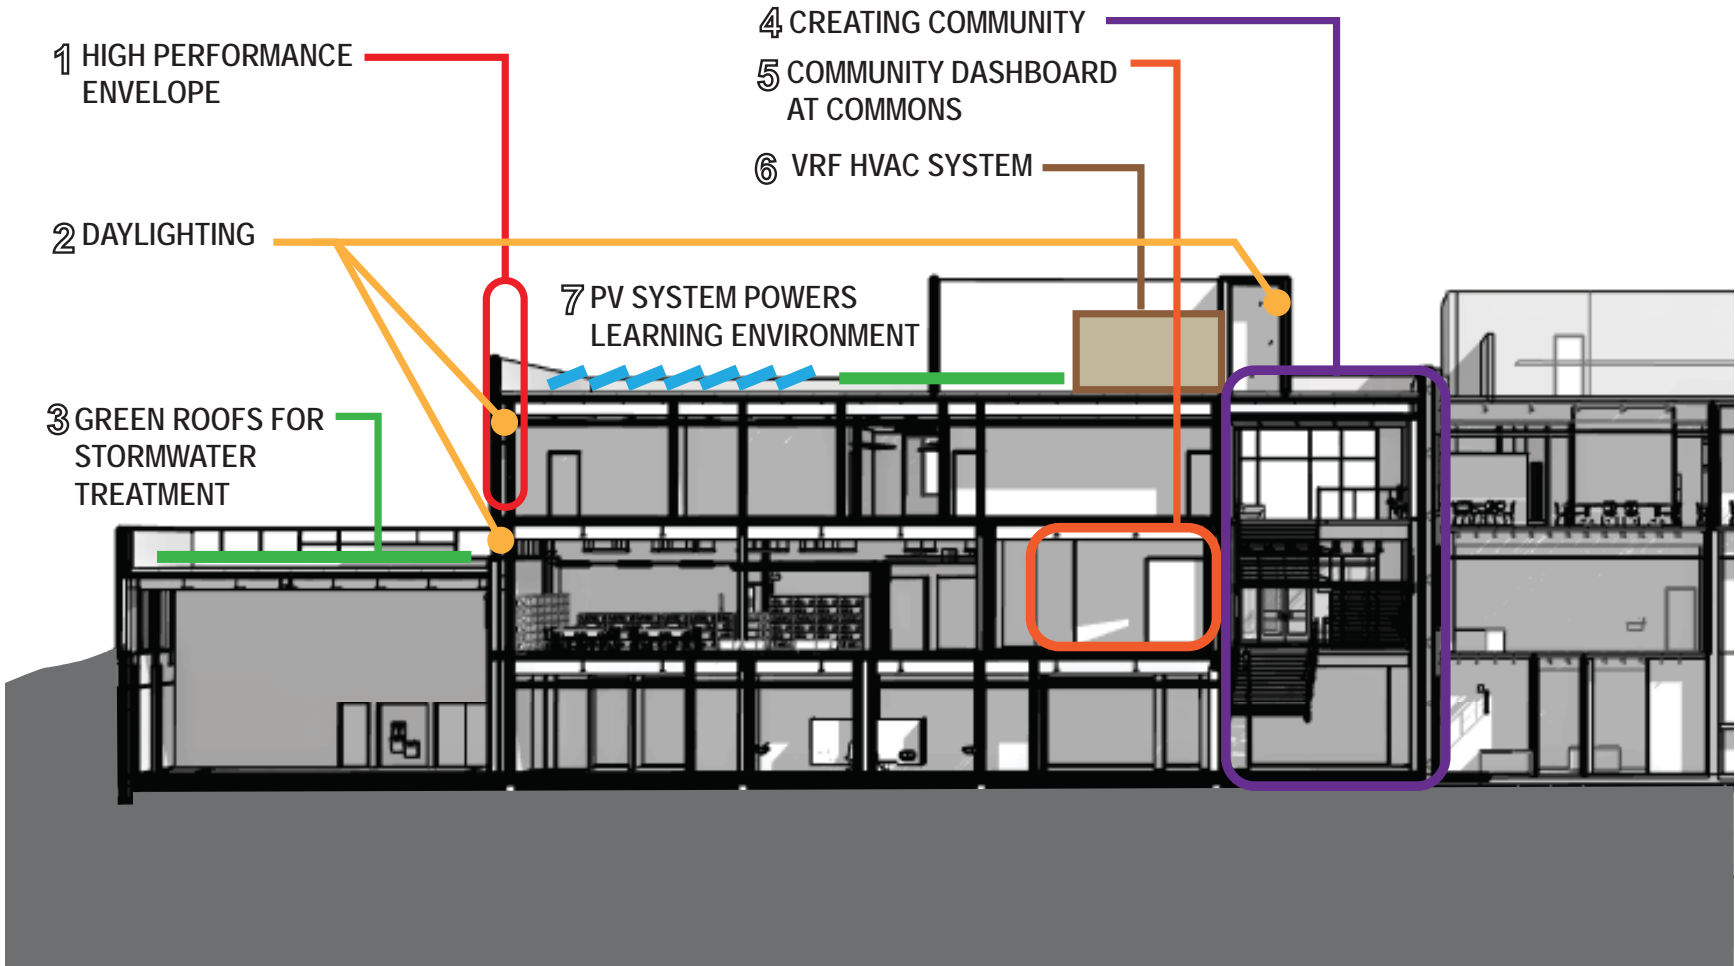 1 HIGH PERFORMANCE
ENVELOPE
2 DAYLIGHTING
3 GREEN ROOFS FOR
STORMWATER
TREATMENT
4 CREATING COMMUNITY
5 COMMUNITY DASHBOARD
AT COMMONS
6 VRF HVAC SYSTEM
7 PV SYSTEM POWERS
LEARNING ENVIRONMENT